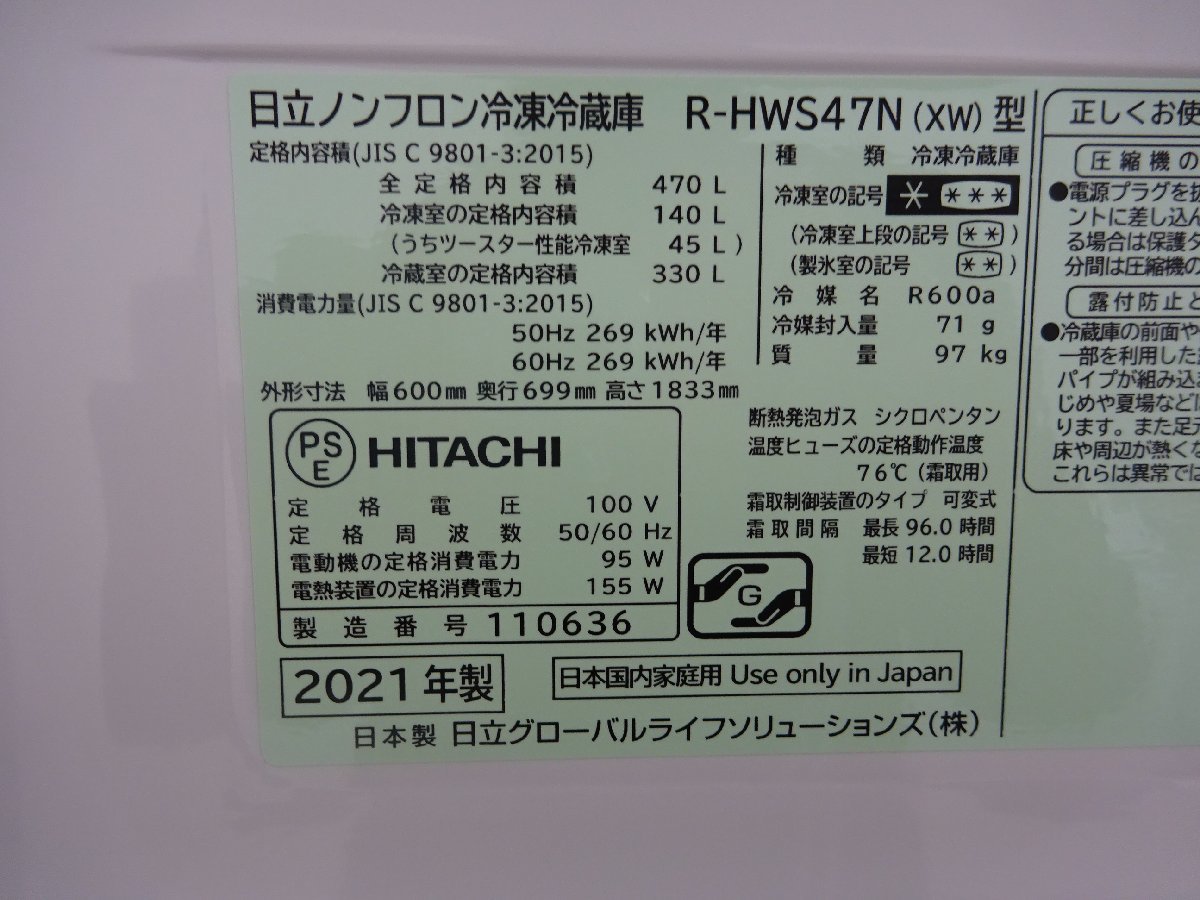 日立ノンフロン冷凍冷蔵庫 R-HWS47N (XW) 型
定格内容積(JIS C 9801-3:2015)
全定格内容積 470 L
冷凍室の定格内容積 140 L
(うちツースター性能冷凍室 45 L)
冷蔵室の定格内容積 330 L
消費電力量(JIS C 9801-3:2015)
50Hz 269 kWh/年
60Hz 269 kWh/年
外形寸法 幅600mm 奥行699mm 高さ1833mm
種類 冷凍冷蔵庫
冷凍室の記号 * ***
(冷凍室上段の記号 **)
(製氷室の記号 **)
冷媒名 R600a
冷媒封入量 71 g
質量 97 kg
PS
E
HITACHI
定格電圧 100 V
定格周波数 50/60 Hz
電動機の定格消費電力 95 W
電熱装置の定格消費電力 155 W
製造番号 110636
断熱発泡ガス シクロペンタン
温度ヒューズの定格動作温度
76℃(霜取用)
霜取制御装置のタイプ 可変式
霜取間隔 最長 96.0 時間
最短 12.0 時間
G
2021年製
日本国内家庭用 Use only in Japan
日本製 日立グローバルライフソリューションズ(株)
正しくお使
圧縮機の
●電源プラグを抜
ントに差し込ん
る場合は保護タ
分間は圧縮機の
露付防止と
●冷蔵庫の前面や
一部を利用した
パイプが組み込ま
じめや夏場など
ります。また足元
床や周辺が熱くな
これらは異常では